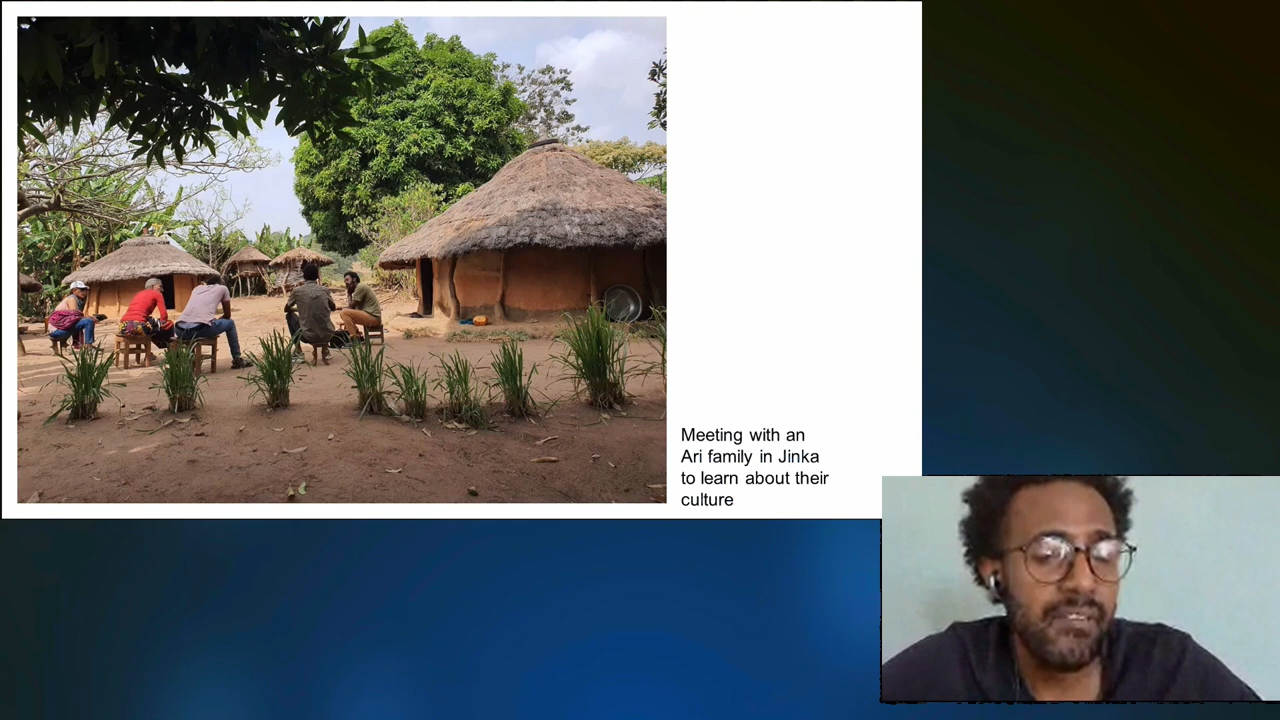 Meeting with an
Ari family in Jinka
to learn about their
culture